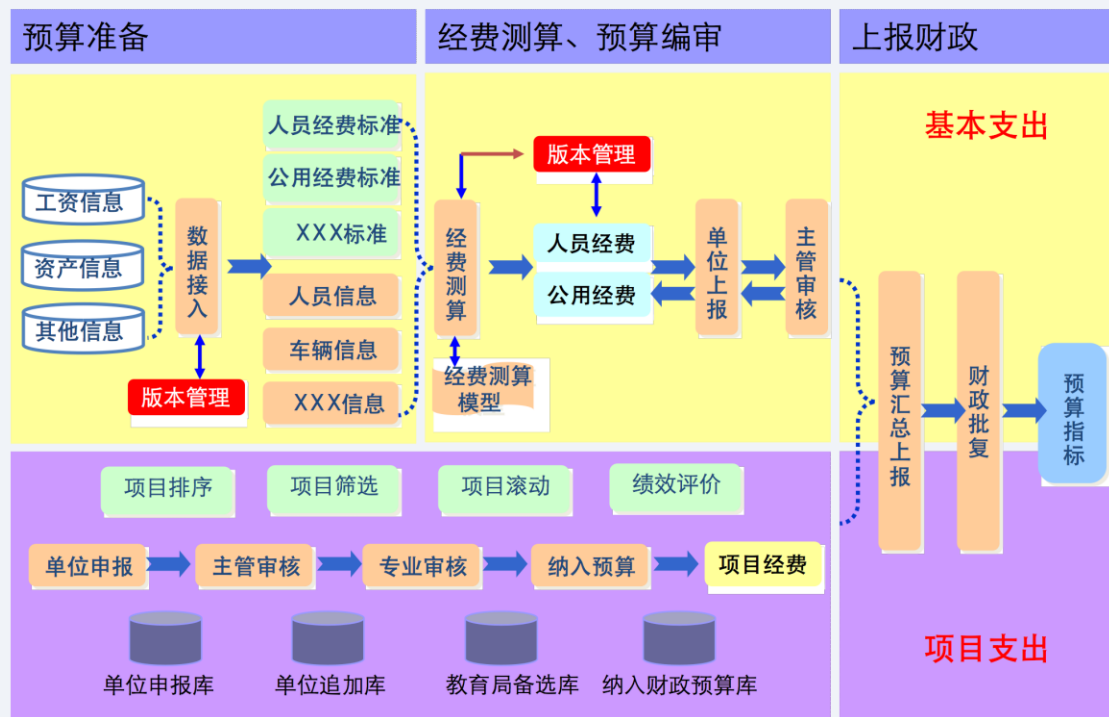 预算准备
经费测算、预算编审
上报财政
工资信息
资产信息
其他信息
数据接入
版本管理
人员经费标准
公用经费标准
XXX标准
人员信息
车辆信息
XXX信息
经费测算
经费测算
模型
版本管理
人员经费
公用经费
单位上报
主管审核
基本支出
预算汇总上报
财政批复
预算指标
项目排序
项目筛选
项目滚动
绩效评价
单位申报
主管审核
专业审核
纳入预算
项目经费
单位申报库
单位追加库
教育局备选库
纳入财政预算库
项目支出